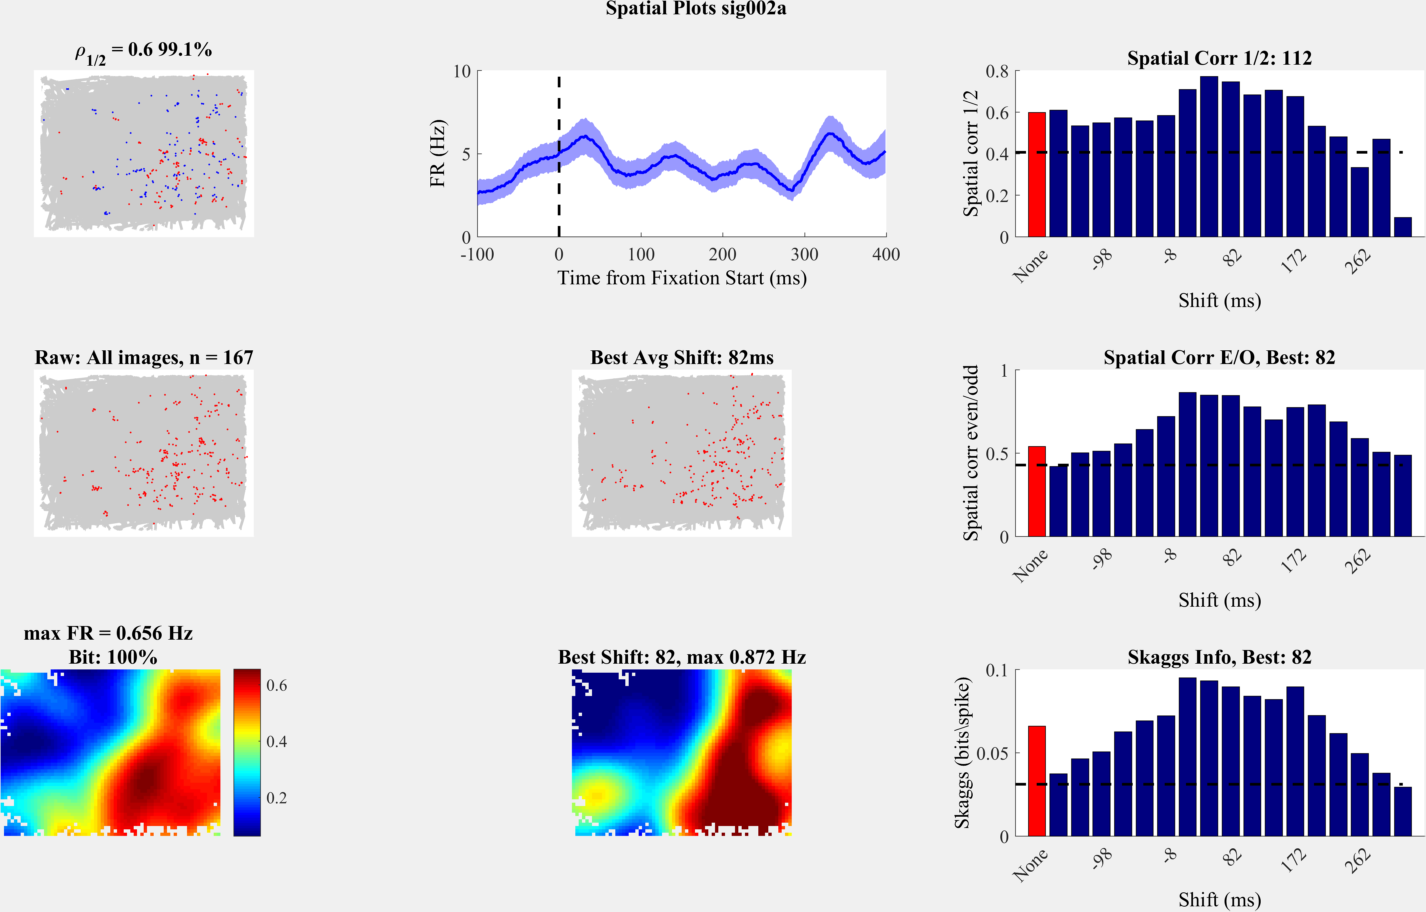 Spatial Plots sig002a
ρ1/2 = 0.6 99.1%
10
5
0
FR (Hz)
-100 0 100 200 300 400
Time from Fixation Start (ms)
Spatial Corr 1/2: 112
0.8
0.6
0.4
0.2
0
Spatial corr 1/2
None -98 -8 82 172 262
Shift (ms)
Raw: All images, n = 167
Best Avg Shift: 82ms
Spatial Corr E/O, Best: 82
1
0.5
0
Spatial corr even/odd
None -98 -8 82 172 262
Shift (ms)
max FR = 0.656 Hz
Bit: 100%
0.6
0.4
0.2
Best Shift: 82, max 0.872 Hz
Skaggs Info, Best: 82
0.1
0.05
0
Skaggs (bits\spike)
None -98 -8 82 172 262
Shift (ms)